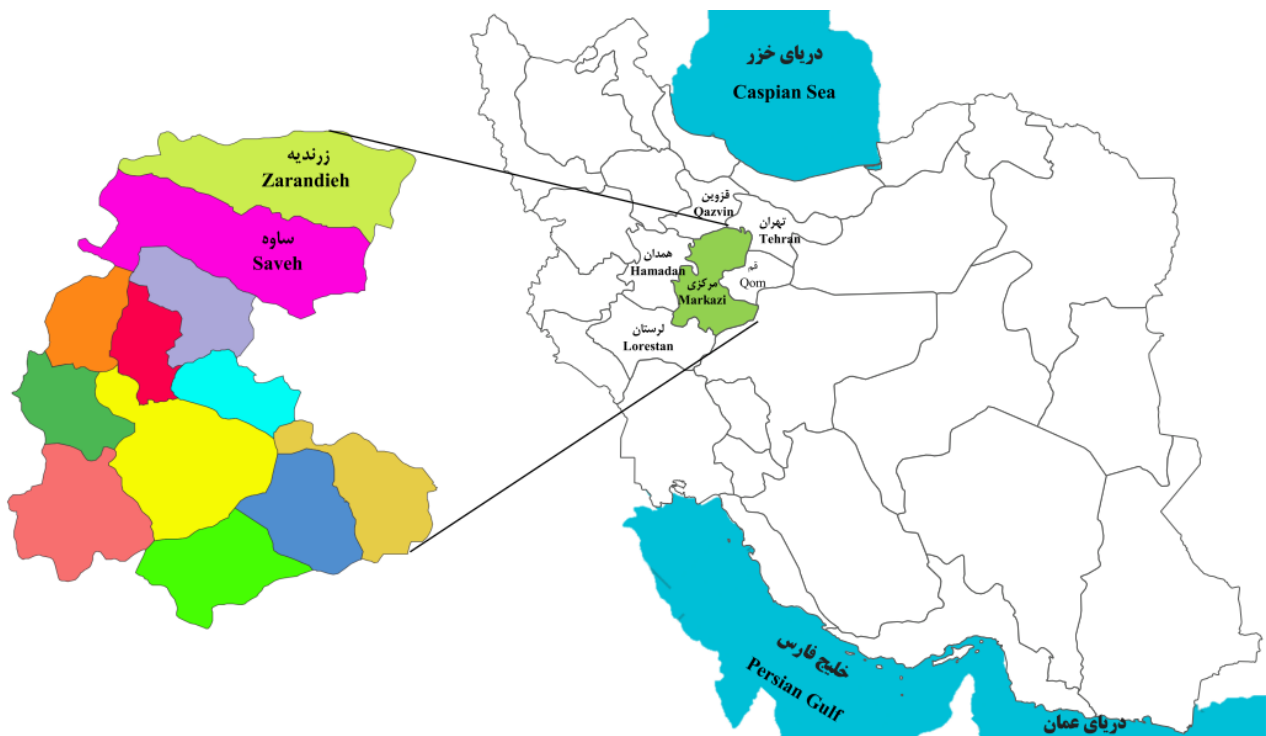 دریای خزر
Caspian Sea
زرندیه
Zarandieh
ساوه
Saveh
قزوین
Qazvin
تهران
Tehran
همدان
Hamadan
قم
Qom
مرکزی
Markazi
لرستان
Lorestan
خلیج فارس
Persian Gulf
دریای عمان